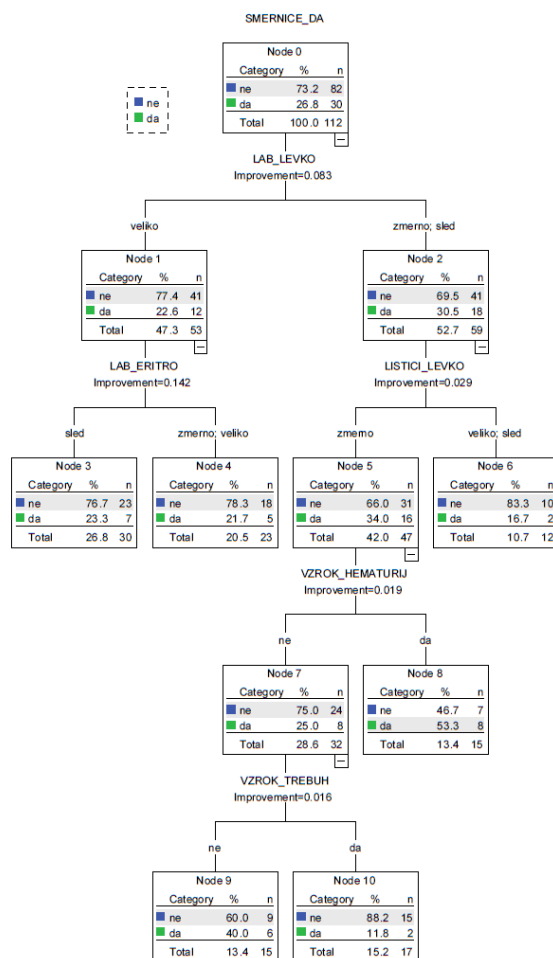 SMERNICE_DA
ne
da
Node 0
Category % n
ne 73.2 82
da 26.8 30
Total 100.0 112
LAB_LEVKO
Improvement=0.083
veliko
zmerno; sled
Node 1
Category % n
ne 77.4 41
da 22.6 12
Total 47.3 53
Node 2
Category % n
ne 69.5 41
da 30.5 18
Total 52.7 59
LAB_ERITRO
Improvement=0.142
LISTICI_LEVKO
Improvement=0.029
sled
zmerno; veliko
zmerno
veliko; sled
Node 3
Category % n
ne 76.7 23
da 23.3 7
Total 26.8 30
Node 4
Category % n
ne 78.3 18
da 21.7 5
Total 20.5 23
Node 5
Category % n
ne 66.0 31
da 34.0 16
Total 42.0 47
Node 6
Category % n
ne 83.3 10
da 16.7 2
Total 10.7 12
VZROK_HEMATURIJ
Improvement=0.019
ne
da
Node 7
Category % n
ne 75.0 24
da 25.0 8
Total 28.6 32
Node 8
Category % n
ne 46.7 7
da 53.3 8
Total 13.4 15
VZROK_TREBUH
Improvement=0.016
ne
da
Node 9
Category % n
ne 60.0 9
da 40.0 6
Total 13.4 15
Node 10
Category % n
ne 88.2 15
da 11.8 2
Total 15.2 17